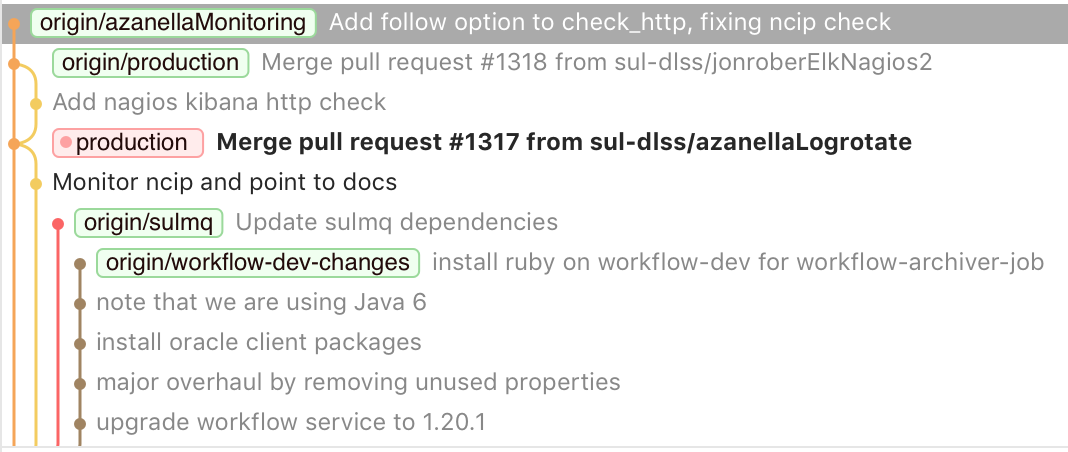 origin/azanellaMonitoring Add follow option to check_http, fixing ncip check
origin/production Merge pull request #1318 from sul-dlss/jonroberElkNagios2
Add nagios kibana http check
production Merge pull request #1317 from sul-dlss/azanellaLogrotate
Monitor ncip and point to docs
origin/sulmq Update sulmq dependencies
origin/workflow-dev-changes install ruby on workflow-dev for workflow-archiver-job
note that we are using Java 6
install oracle client packages
major overhaul by removing unused properties
upgrade workflow service to 1.20.1